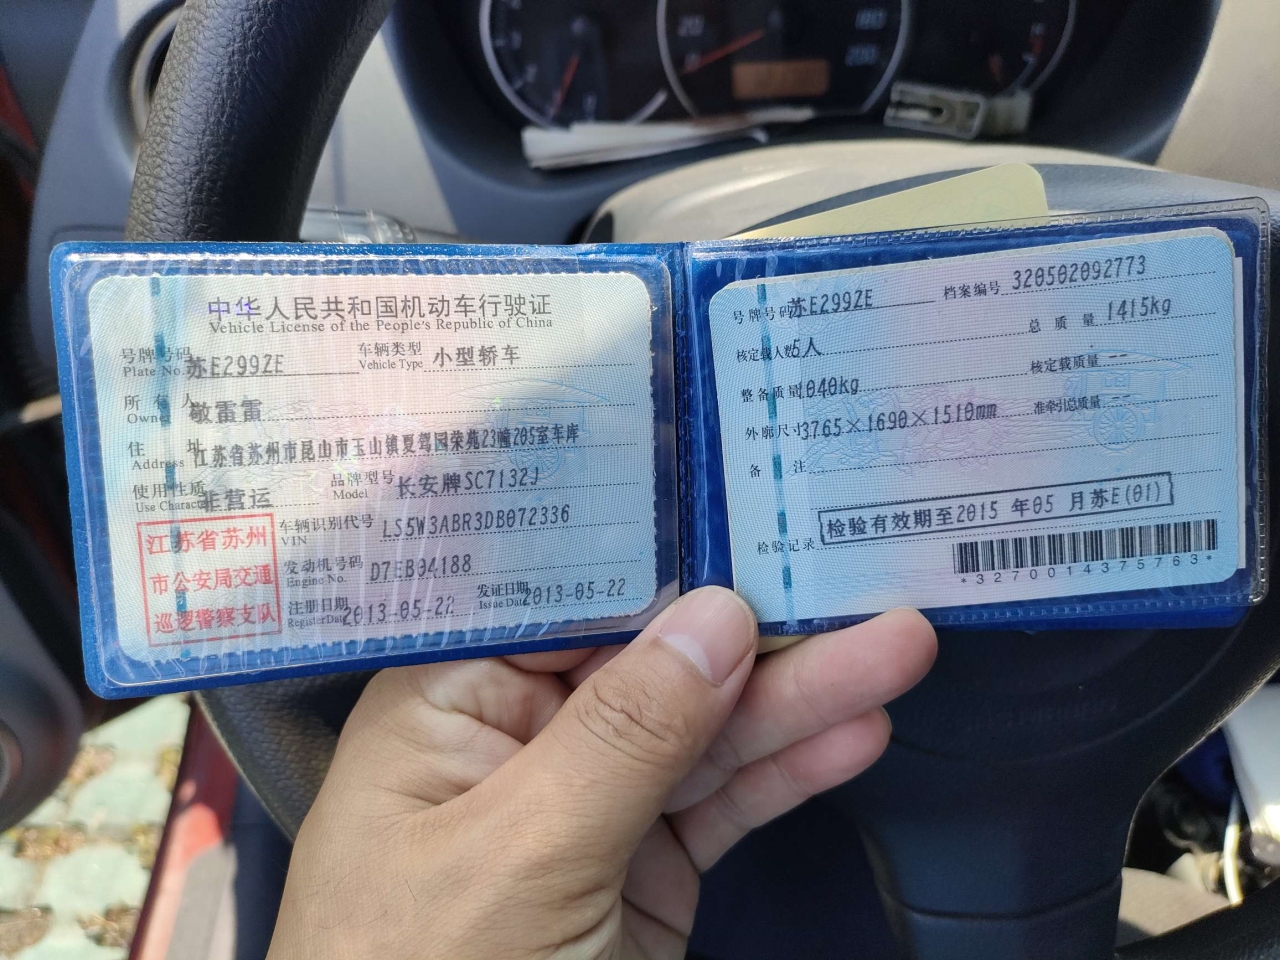 中华人民共和国机动车行驶证
Vehicle License of the People's Republic of China
号牌号码 苏E299ZE 车辆类型 小型轿车
Plate No. Vehicle Type
所有人 敬雷雷
Owner
住址 江苏省苏州市昆山市玉山镇夏驾园荣苑23幢205室车库
Address
使用性质 非营运 品牌型号 长安牌SC7132J
Use Character Model
江苏省苏州
市公安局交通
巡逻警察支队
车辆识别代号 LS5W3ABR3DB072336
VIN
发动机号码 D7EB04188
Engine No.
注册日期 2013-05-22 发证日期 2013-05-22
Register Date Issue Date
号牌号码 苏E299ZE 档案编号 320502092773
核定载人数 5人 总质量 1415kg
整备质量 1040kg 核定载质量 --
外廓尺寸 3765×1690×1510mm 准牵引总质量 --
备注
检验记录 检验有效期至2015 年05 月苏E(01)
*3270014375763*
20
180
200